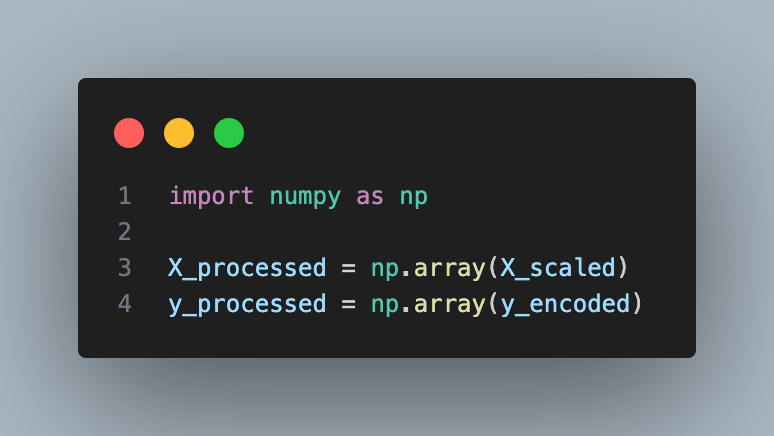 1 import numpy as np
2
3 X_processed = np.array(X_scaled)
4 y_processed = np.array(y_encoded)